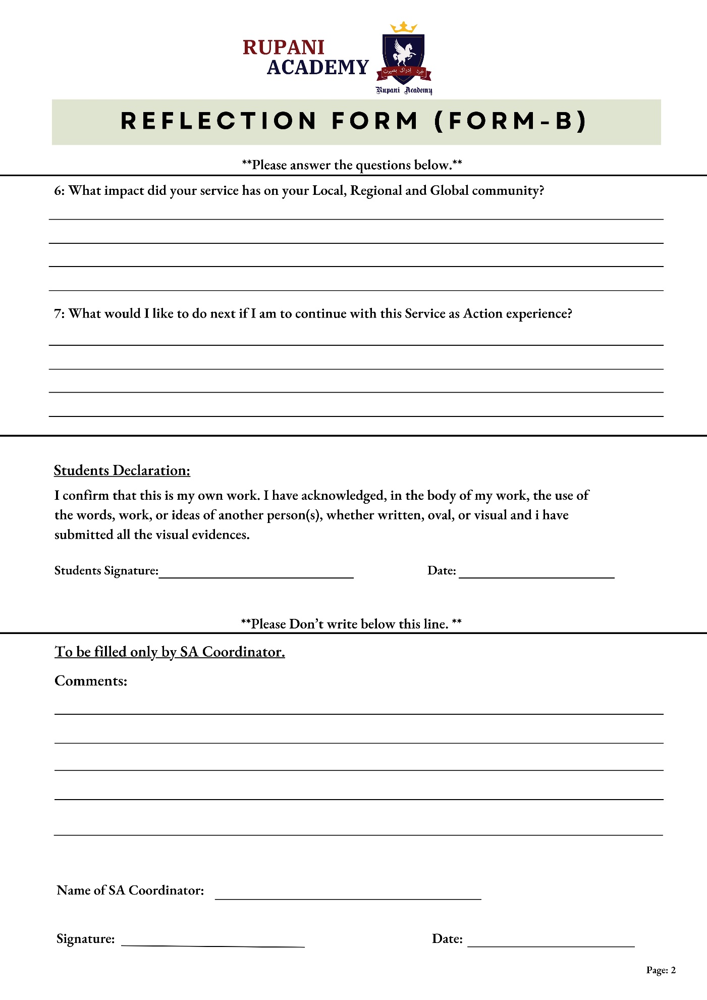 RUPANI
ACADEMY
خرد اِدراک بصیرت
Rupani Academy
REFLECTION FORM (FORM-B)
**Please answer the questions below.**
6: What impact did your service has on your Local, Regional and Global community?
7: What would I like to do next if I am to continue with this Service as Action experience?
Students Declaration:
I confirm that this is my own work. I have acknowledged, in the body of my work, the use of
the words, work, or ideas of another person(s), whether written, oval, or visual and i have
submitted all the visual evidences.
Students Signature: Date:
**Please Don’t write below this line. **
To be filled only by SA Coordinator.
Comments:
Name of SA Coordinator:
Signature: Date:
Page: 2